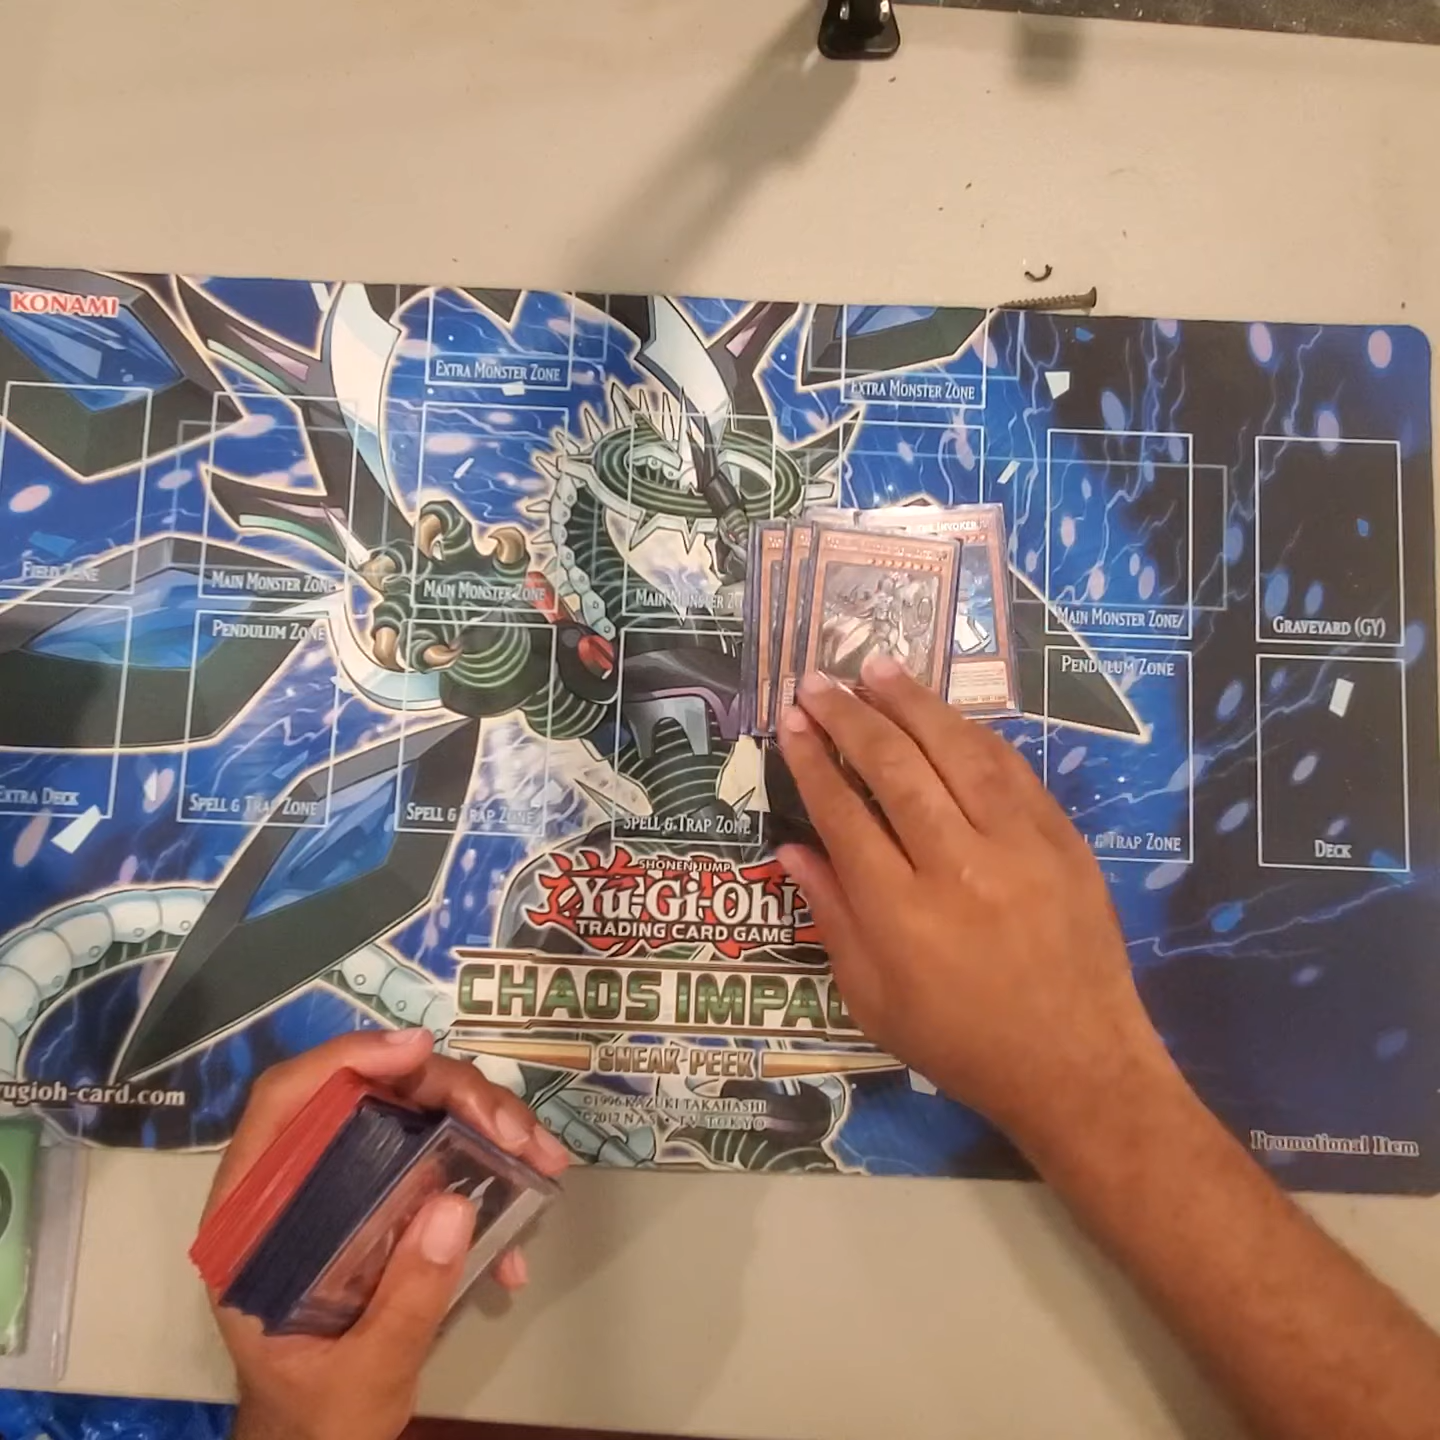 KONAMI
EXTRA MONSTER ZONE
EXTRA MONSTER ZONE
THE INVOKER
FIELD ZONE
MAIN MONSTER ZONE
MAIN MONSTER ZONE
MAIN MONSTER ZO
MAIN MONSTER ZONE/
GRAVEYARD (GY)
PENDULUM ZONE
PENDULUM ZONE
EXTRA DECK
SPELL & TRAP ZONE
SPELL & TRAP ZONE
SPELL & TRAP ZONE
& TRAP ZONE
DECK
SHONEN JUMP
Yu-Gi-Oh!
TRADING CARD GAME
CHAOS IMPAC
SNEAK PEEK
yugioh-card.com
©1996 KAZUKI TAKAHASHI
©2017 NAS • TV TOKYO
Promotional Item